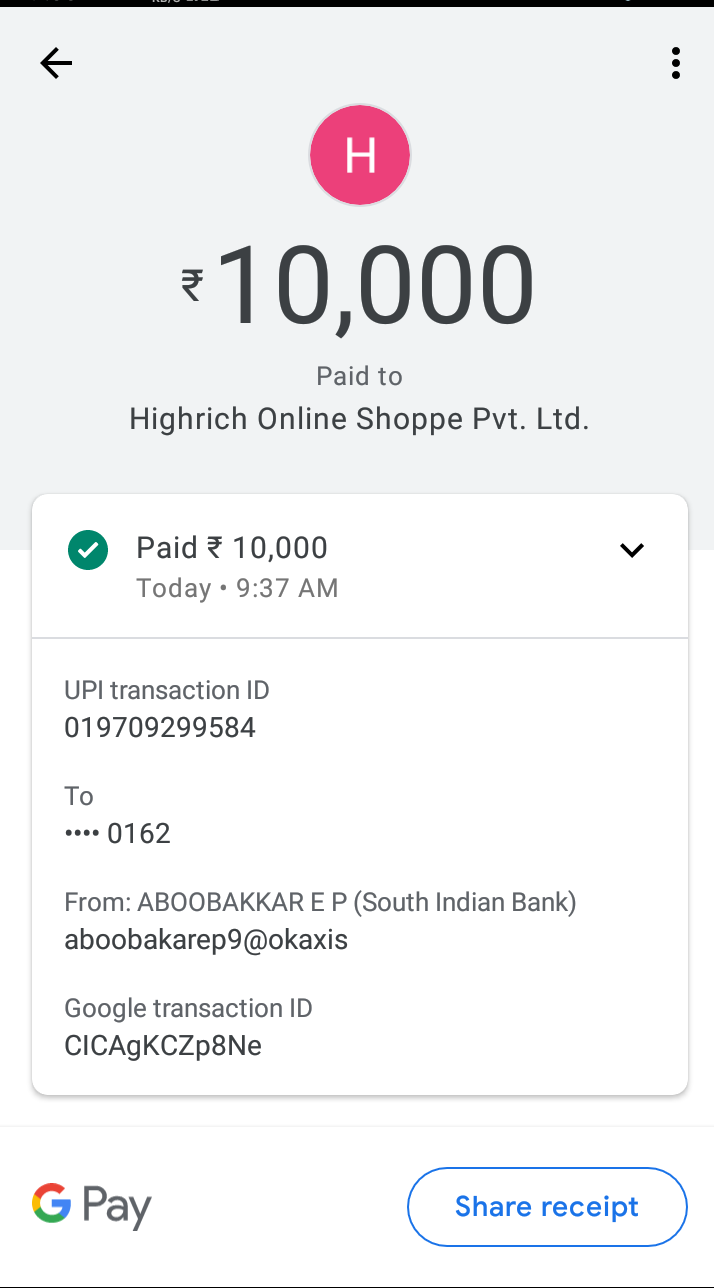 H
₹10,000
Paid to
Highrich Online Shoppe Pvt. Ltd.
Paid ₹ 10,000
Today • 9:37 AM
UPI transaction ID
019709299584
To
•••• 0162
From: ABOOBAKKAR E P (South Indian Bank)
aboobakarep9@okaxis
Google transaction ID
CICAgKCZp8Ne
G Pay
Share receipt